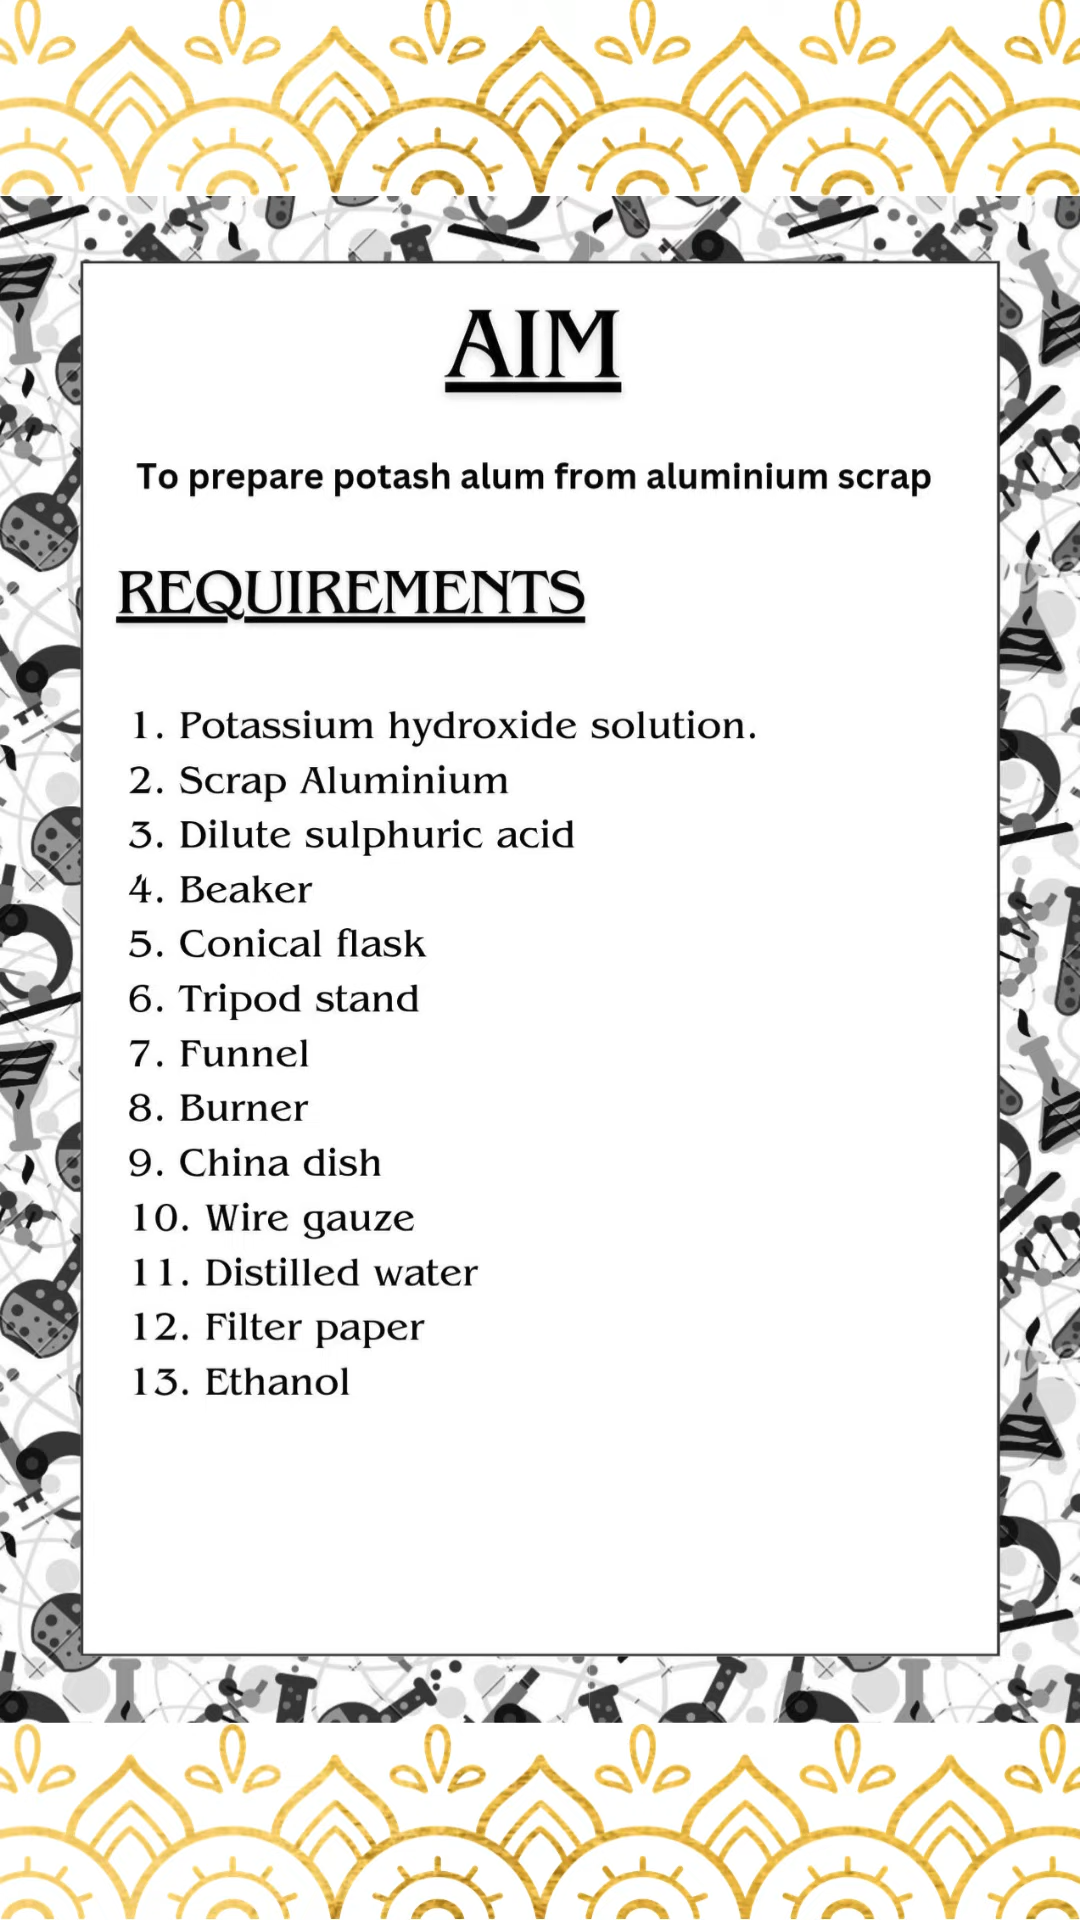 AIM
To prepare potash alum from aluminium scrap
REQUIREMENTS
1. Potassium hydroxide solution.
2. Scrap Aluminium
3. Dilute sulphuric acid
4. Beaker
5. Conical flask
6. Tripod stand
7. Funnel
8. Burner
9. China dish
10. Wire gauze
11. Distilled water
12. Filter paper
13. Ethanol